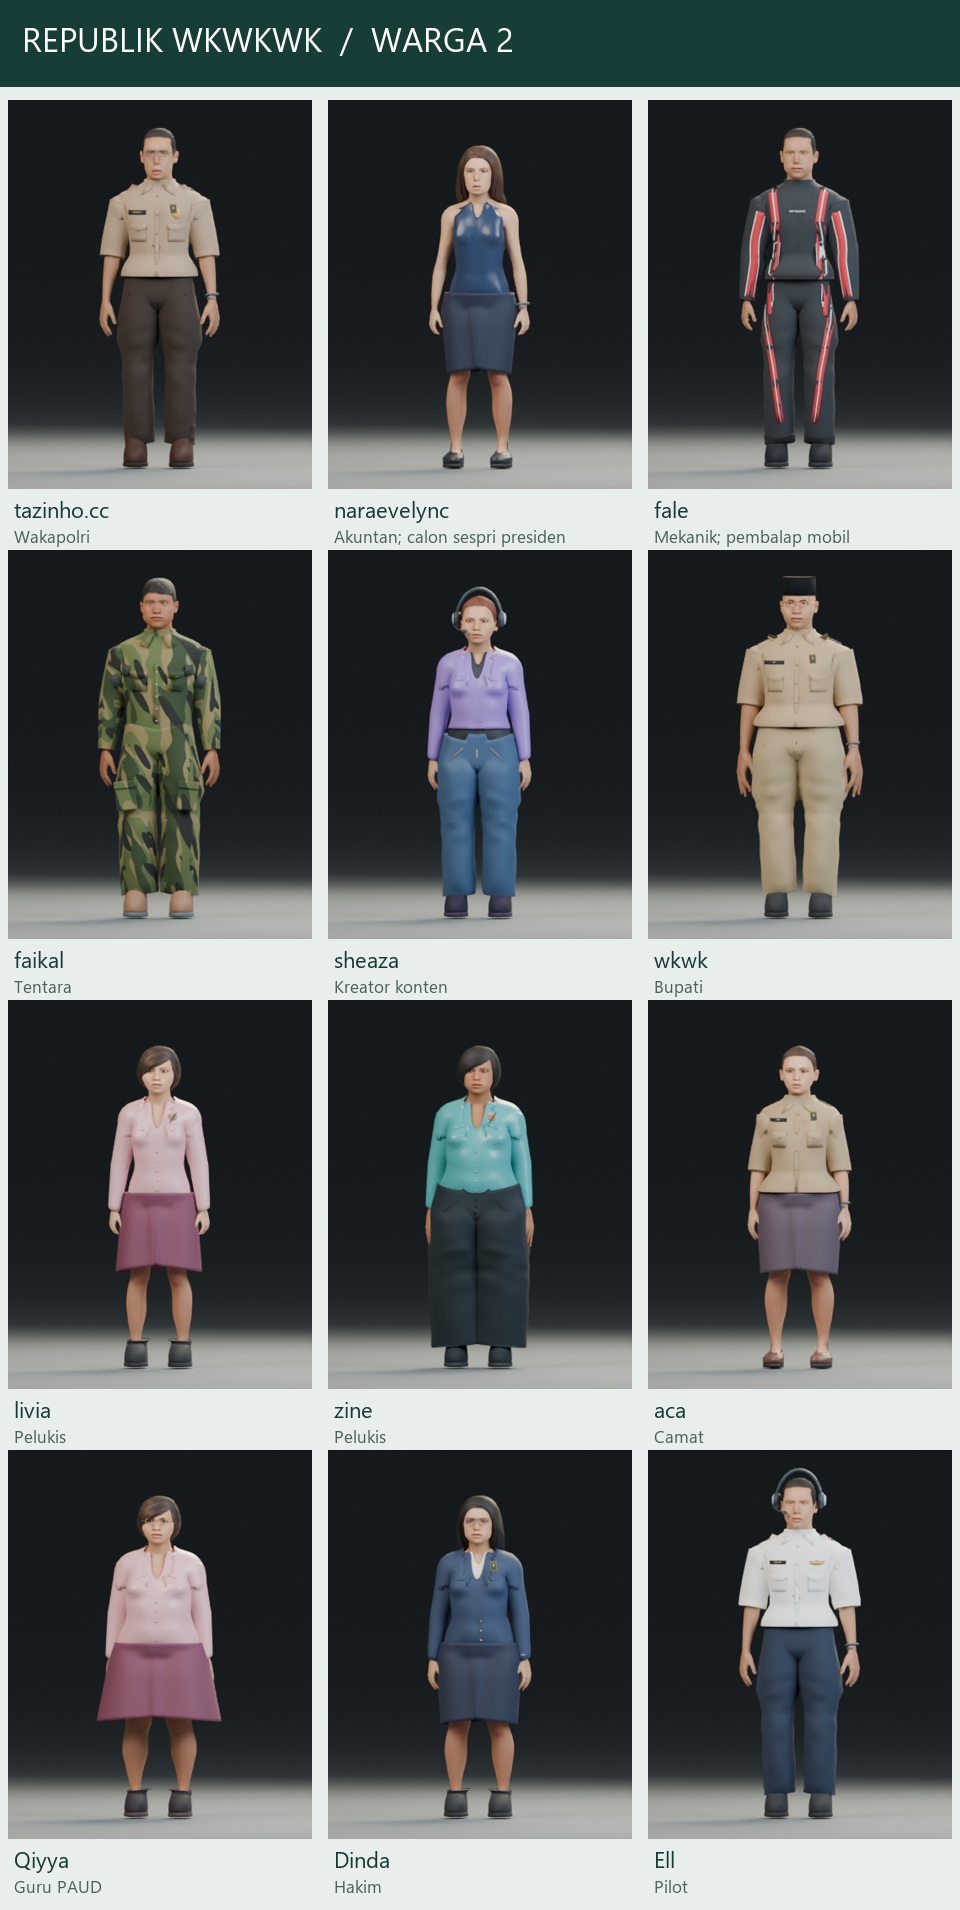 REPUBLIK WKWKWK / WARGA 2
tazinho.cc
Wakapolri
naraevelync
Akuntan; calon sespri presiden
fale
Mekanik; pembalap mobil
faikal
Tentara
sheaza
Kreator konten
wkwk
Bupati
livia
Pelukis
zine
Pelukis
aca
Camat
Qiyya
Guru PAUD
Dinda
Hakim
Ell
Pilot